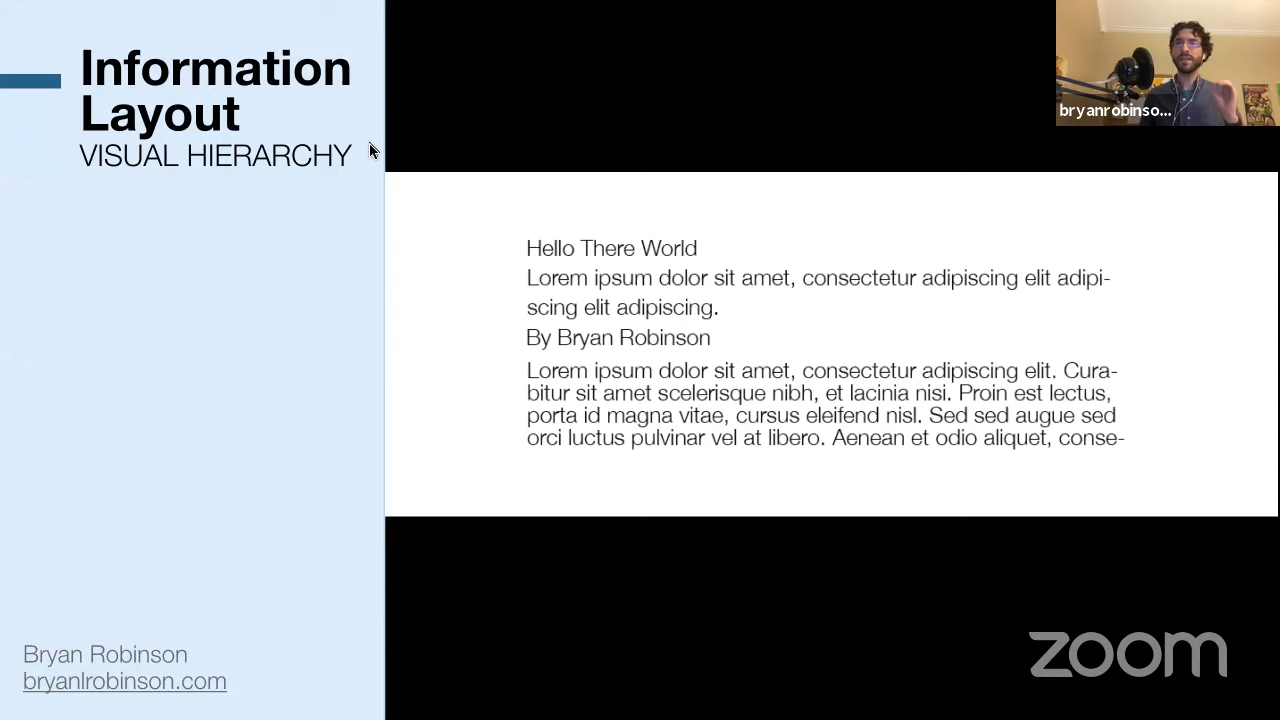 Information
Layout
VISUAL HIERARCHY
bryanrobinso...
Hello There World
Lorem ipsum dolor sit amet, consectetur adipiscing elit adipi-
scing elit adipiscing.
By Bryan Robinson
Lorem ipsum dolor sit amet, consectetur adipiscing elit. Cura-
bitur sit amet scelerisque nibh, et lacinia nisi. Proin est lectus,
porta id magna vitae, cursus eleifend nisl. Sed sed augue sed
orci luctus pulvinar vel at libero. Aenean et odio aliquet, conse-
Bryan Robinson
bryanlrobinson.com
zoom